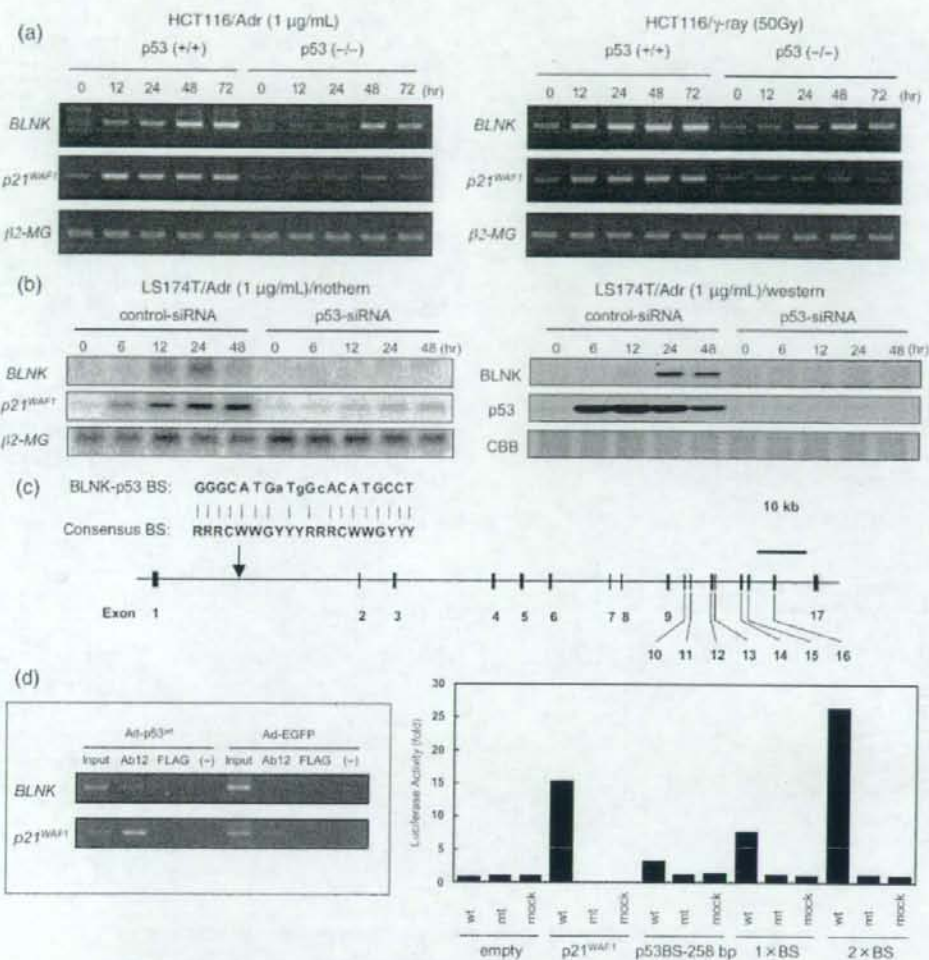 (a)
HCT116/Adr (1 µg/mL)
p53 (+/+) p53 (−/−)
0 12 24 48 72 0 12 24 48 72 (hr)
BLNK
p21WAF1
β2-MG
HCT116/γ-ray (50Gy)
p53 (+/+) p53 (−/−)
0 12 24 48 72 0 12 24 48 72 (hr)
BLNK
p21WAF1
β2-MG
(b)
LS174T/Adr (1 µg/mL)/nothern
control-siRNA p53-siRNA
0 6 12 24 48 0 6 12 24 48 (hr)
BLNK
p21WAF1
β2-MG
LS174T/Adr (1 µg/mL)/western
control-siRNA p53-siRNA
0 6 12 24 48 0 6 12 24 48 (hr)
BLNK
p53
CBB
(c)
BLNK-p53 BS: GGGCATGaTgGcACATGCCT
Consensus BS: RRRCWWGYYYRRRCWWGYYY
10 kb
Exon 1 2 3 4 5 6 7 8 9 17
10 11 12 13 14 15 16
(d)
Ad-p53wt Ad-EGFP
Input Ab12 FLAG (−) Input Ab12 FLAG (−)
BLNK
p21WAF1
Luciferase Activity (fold)
30
25
20
15
10
5
0
wt mt mock wt mt mock wt mt mock wt mt mock wt mt mock
empty p21WAF1 p53BS-258 bp 1×BS 2×BS